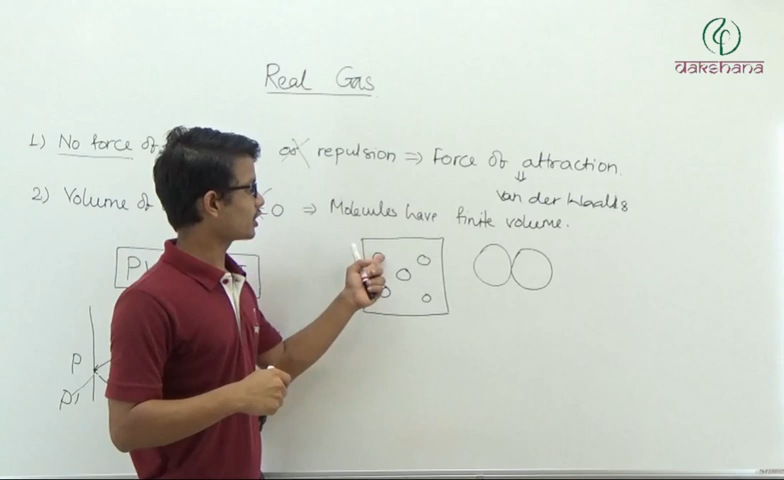 dakshana
Real Gas
1) No force of or repulsion ⇒ Force of attraction.
⇓
Van der Waals
2) Volume of 0 ⇒ Molecules have finite volume.
P
P
P1